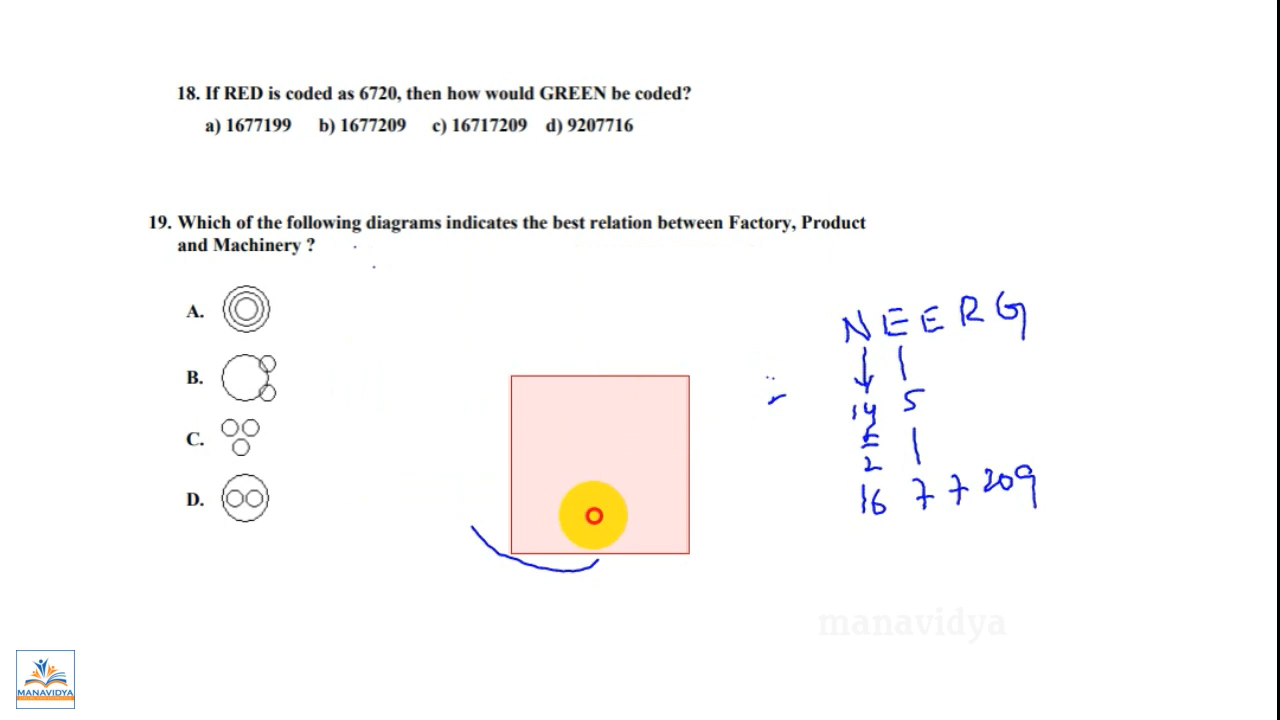 18. If RED is coded as 6720, then how would GREEN be coded?
a) 1677199 b) 1677209 c) 16717209 d) 9207716
19. Which of the following diagrams indicates the best relation between Factory, Product
and Machinery ?
A.
B.
C.
D.
N E E R G
14 5
2
16 7 7 209
manavidya
MANAVIDYA